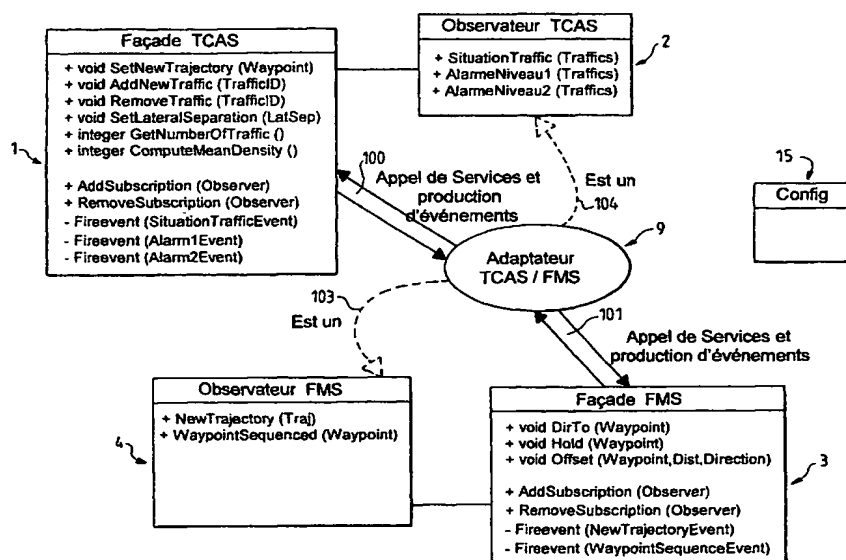 Façade TCAS
+ void SetNewTrajectory (Waypoint)
+ void AddNewTraffic (TrafficID)
+ void RemoveTraffic (TrafficID)
+ void SetLateralSeparation (LatSep)
+ integer GetNumberOfTraffic ()
+ integer ComputeMeanDensity ()
+ AddSubscription (Observer)
+ RemoveSubscription (Observer)
- Fireevent (SituationTrafficEvent)
- Fireevent (Alarm1Event)
- Fireevent (Alarm2Event)
1
Observateur TCAS
+ SituationTraffic (Traffics)
+ AlarmeNiveau1 (Traffics)
+ AlarmeNiveau2 (Traffics)
2
100
Appel de Services et
production
d'événements
Est un
104
15
Config
9
Adaptateur
TCAS / FMS
103
Est un
101
Appel de Services et
production d'événements
Observateur FMS
+ NewTrajectory (Traj)
+ WaypointSequenced (Waypoint)
4
Façade FMS
+ void DirTo (Waypoint)
+ void Hold (Waypoint)
+ void Offset (Waypoint,Dist,Direction)
+ AddSubscription (Observer)
+ RemoveSubscription (Observer)
- Fireevent (NewTrajectoryEvent)
- Fireevent (WaypointSequenceEvent)
3